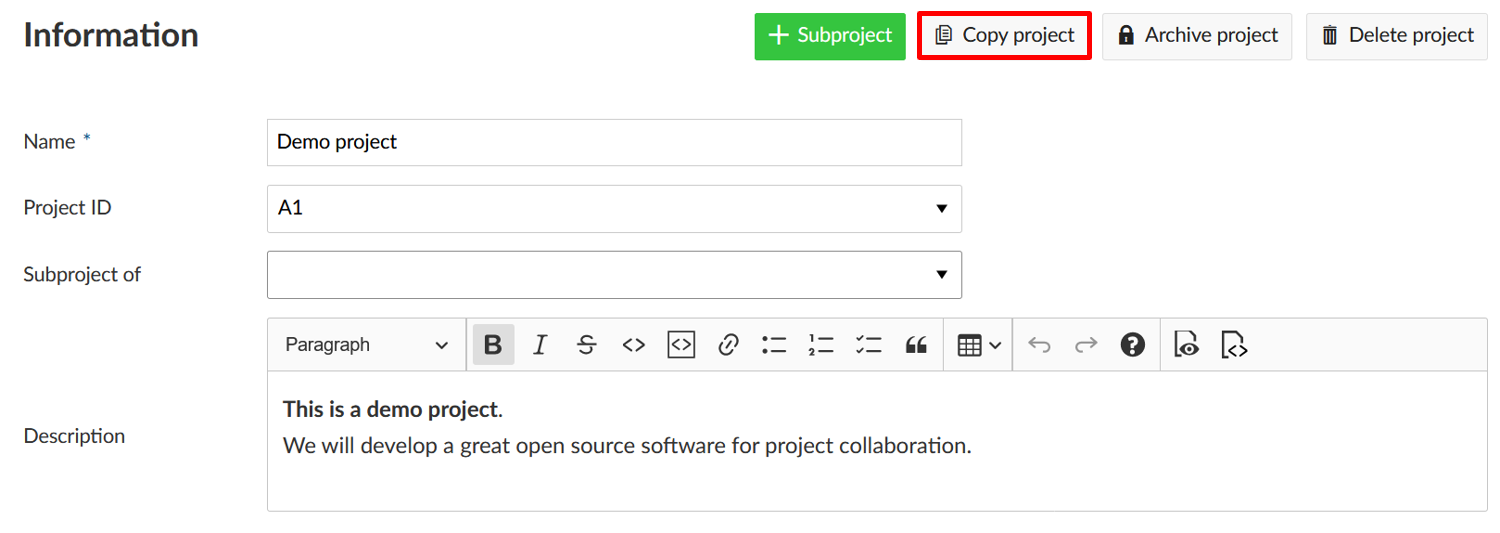 Information
Subproject
Copy project
Archive project
Delete project
Name *
Demo project
Project ID
A1
Subproject of
Paragraph
Description
This is a demo project.
We will develop a great open source software for project collaboration.